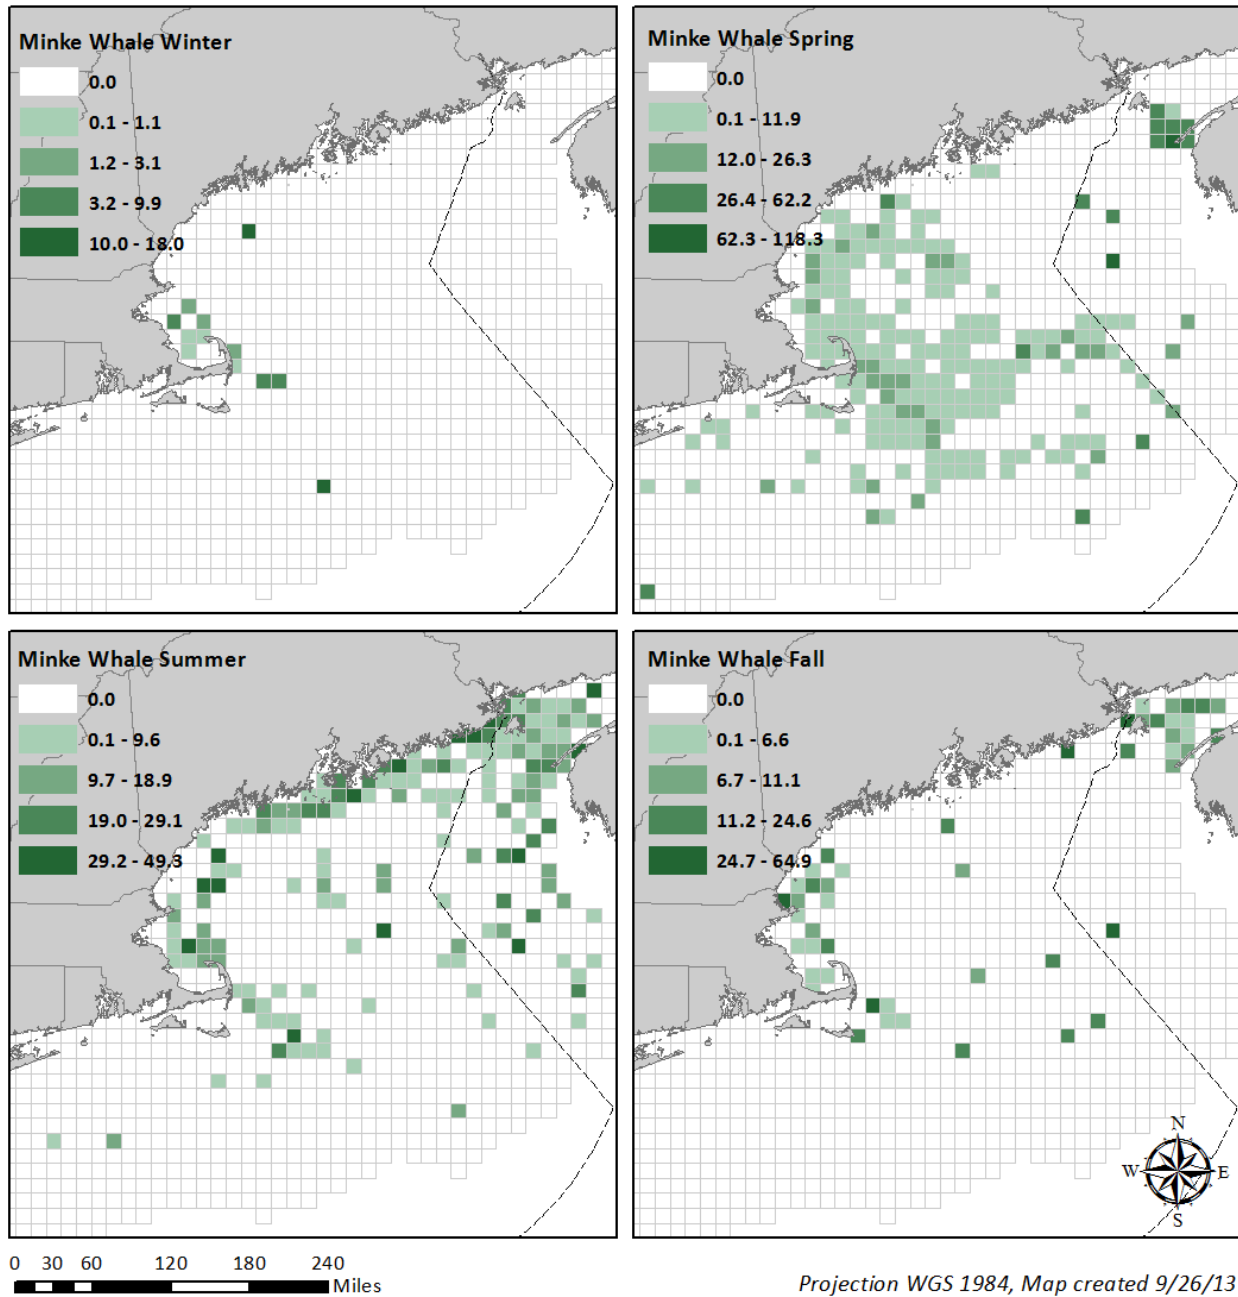 Minke Whale Winter
0.0
0.1 - 1.1
1.2 - 3.1
3.2 - 9.9
10.0 - 18.0
Minke Whale Spring
0.0
0.1 - 11.9
12.0 - 26.3
26.4 - 62.2
62.3 - 118.3
Minke Whale Summer
0.0
0.1 - 9.6
9.7 - 18.9
19.0 - 29.1
29.2 - 49.3
Minke Whale Fall
0.0
0.1 - 6.6
6.7 - 11.1
11.2 - 24.6
24.7 - 64.9
N
W E
S
0 30 60 120 180 240
Miles
Projection WGS 1984, Map created 9/26/13